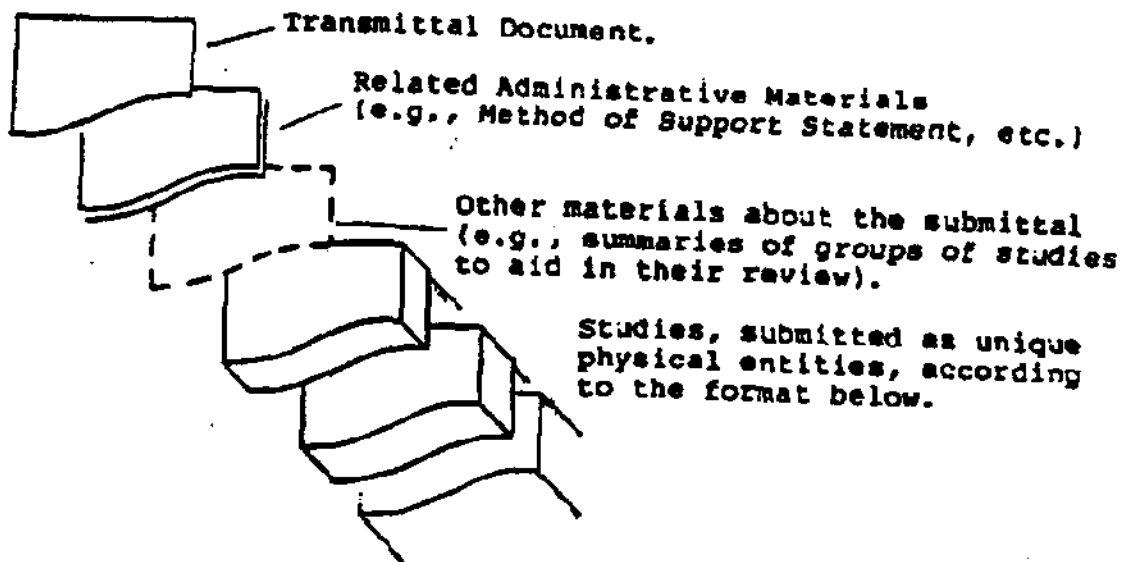 Transmittal Document.
Related Administrative Materials
(e.g., Method of Support Statement, etc.)
Other materials about the submittal
(e.g., summaries of groups of studies
to aid in their review).
Studies, submitted as unique
physical entities, according
to the format below.